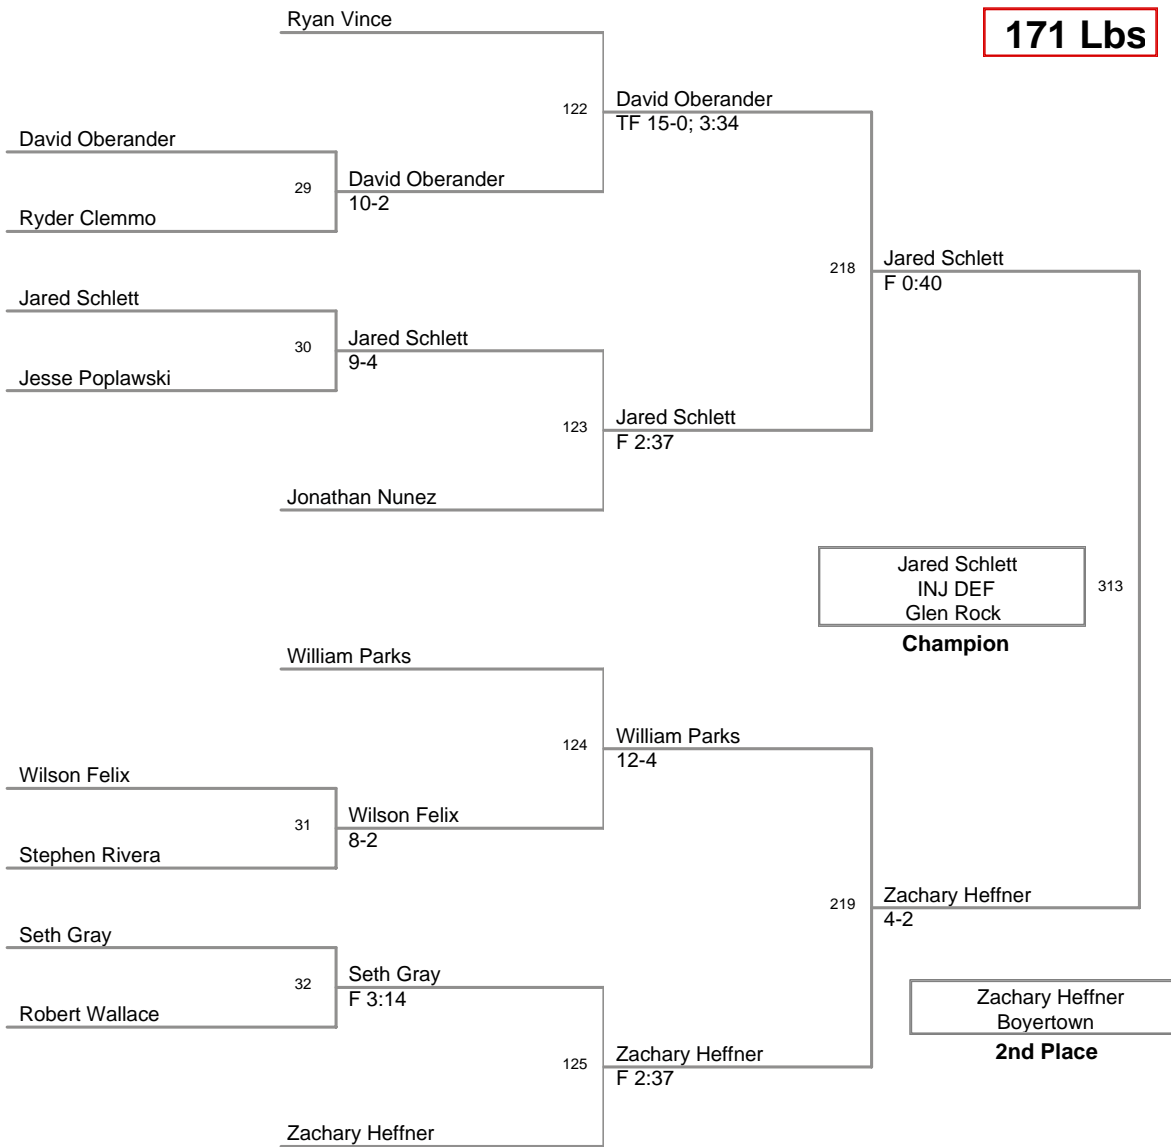 Ryan Vince
171 Lbs
122
David Oberander
TF 15-0; 3:34
David Oberander
29
David Oberander
10-2
Ryder Clemmo
218
Jared Schlett
F 0:40
Jared Schlett
30
Jared Schlett
9-4
Jesse Poplawski
123
Jared Schlett
F 2:37
Jonathan Nunez
Jared Schlett
INJ DEF
Glen Rock
313
Champion
William Parks
124
William Parks
12-4
Wilson Felix
31
Wilson Felix
8-2
Stephen Rivera
219
Zachary Heffner
4-2
Seth Gray
32
Seth Gray
F 3:14
Robert Wallace
Zachary Heffner
Boyertown
2nd Place
125
Zachary Heffner
F 2:37
Zachary Heffner